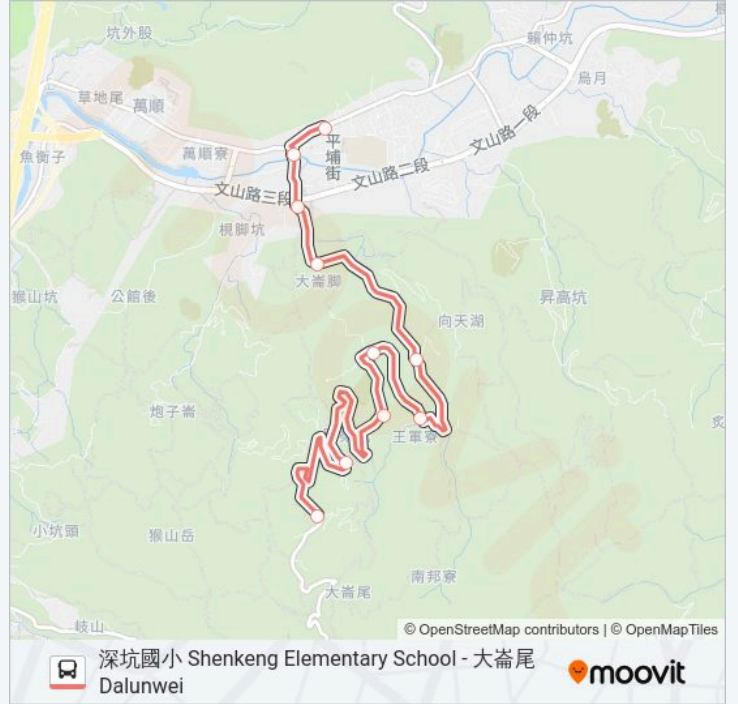 坑外股
賴仲坑
烏月
草地尾
萬順
文山路一段
平埔街
魚衡子
萬順寮
文山路二段
文山路三段
梘脚坑
大崙脚
猴山坑
公館後
昇高坑
向天湖
炮子崙
王軍寮
小坑頭
猴山岳
南邦寮
大崙尾
岐山
© OpenStreetMap contributors | © OpenMapTiles
深坑國小 Shenkeng Elementary School - 大崙尾
Dalunwei
moovit